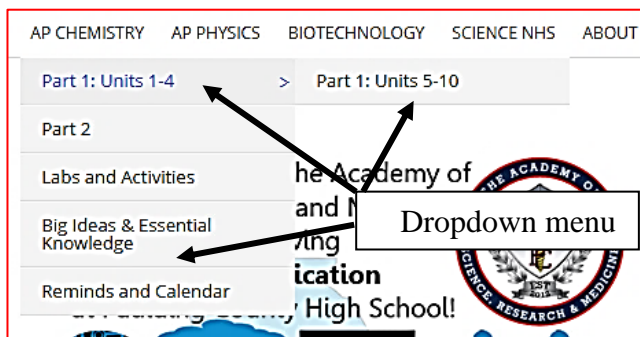 AP CHEMISTRY AP PHYSICS BIOTECHNOLOGY SCIENCE NHS ABOUT
Part 1: Units 1-4 > Part 1: Units 5-10
Part 2
Labs and Activities
he Academy of
and
Big Ideas & Essential
Knowledge
Dropdown menu
ving
ication
Reminds and Calendar
County High School!
THE ACADEMY OF
SCIENCE, RESEARCH & MEDICINE
EST
2012